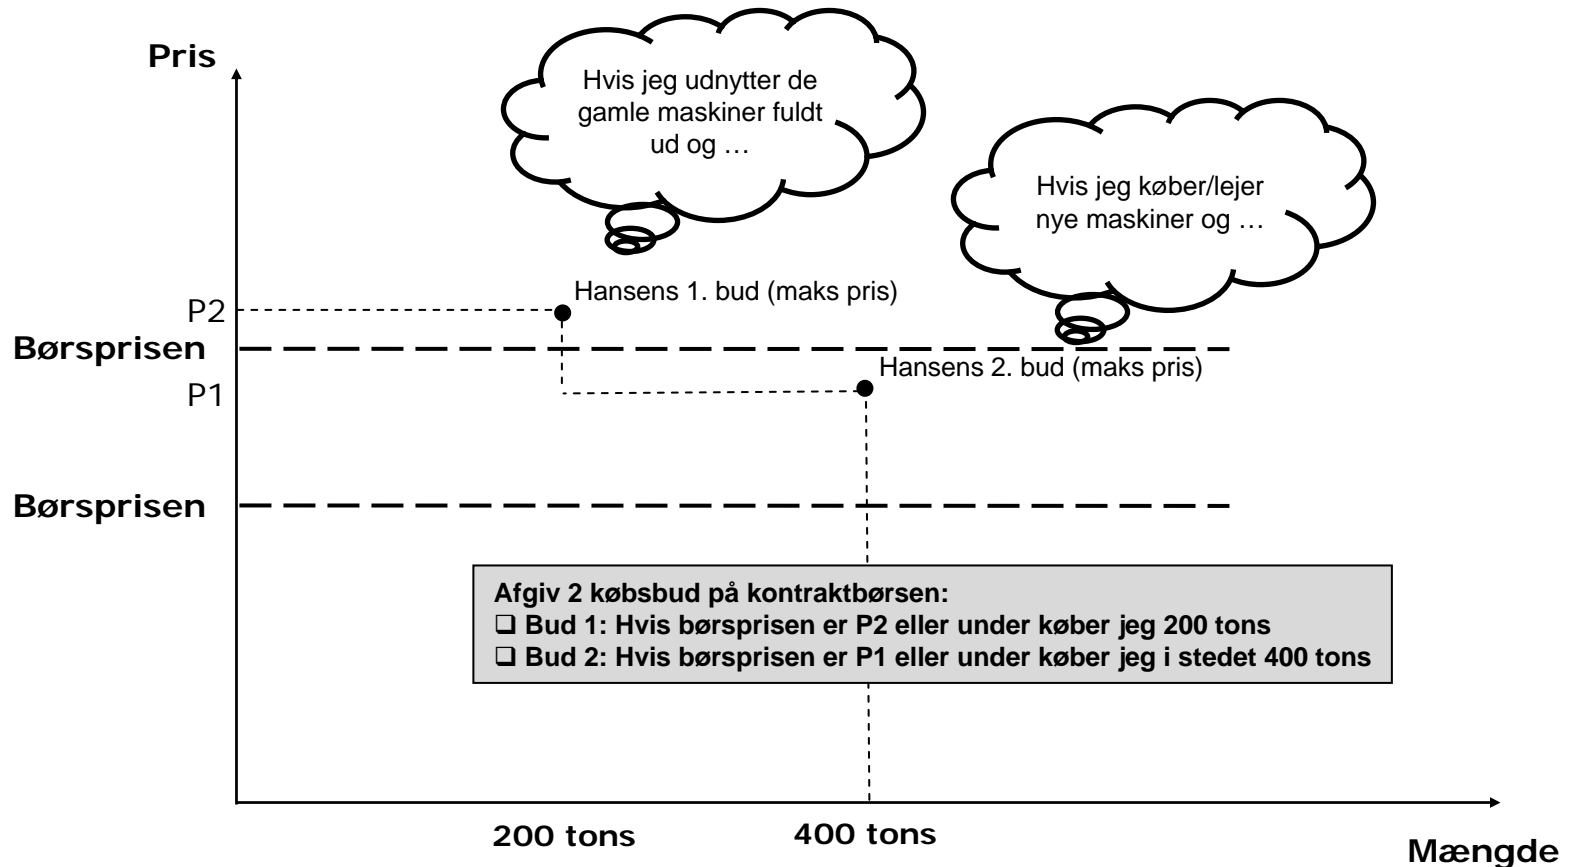 Pris
Hvis jeg udnytter de
gamle maskiner fuldt
ud og …
Hvis jeg køber/lejer
nye maskiner og …
Hansens 1. bud (maks pris)
P2
Børsprisen
Hansens 2. bud (maks pris)
P1
Børsprisen
Afgiv 2 købsbud på kontraktbørsen:
❑ Bud 1: Hvis børsprisen er P2 eller under køber jeg 200 tons
❑ Bud 2: Hvis børsprisen er P1 eller under køber jeg i stedet 400 tons
200 tons
400 tons
Mængde